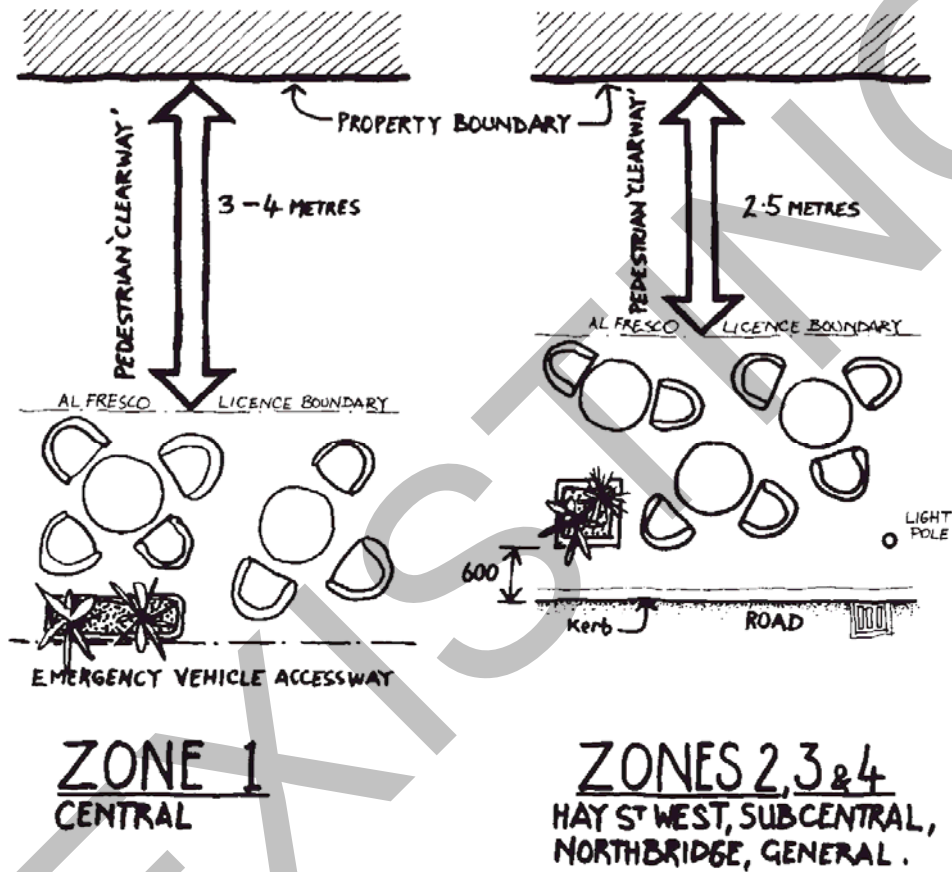 PROPERTY BOUNDARY
PEDESTRIAN 'CLEARWAY'
3-4 METRES
AL FRESCO LICENCE BOUNDARY
EMERGENCY VEHICLE ACCESSWAY
ZONE 1
CENTRAL
PEDESTRIAN 'CLEARWAY'
2.5 METRES
AL FRESCO LICENCE BOUNDARY
LIGHT
POLE
600
Kerb
ROAD
ZONES 2, 3 & 4
HAY ST WEST, SUBCENTRAL,
NORTHBRIDGE, GENERAL.
EXISTING